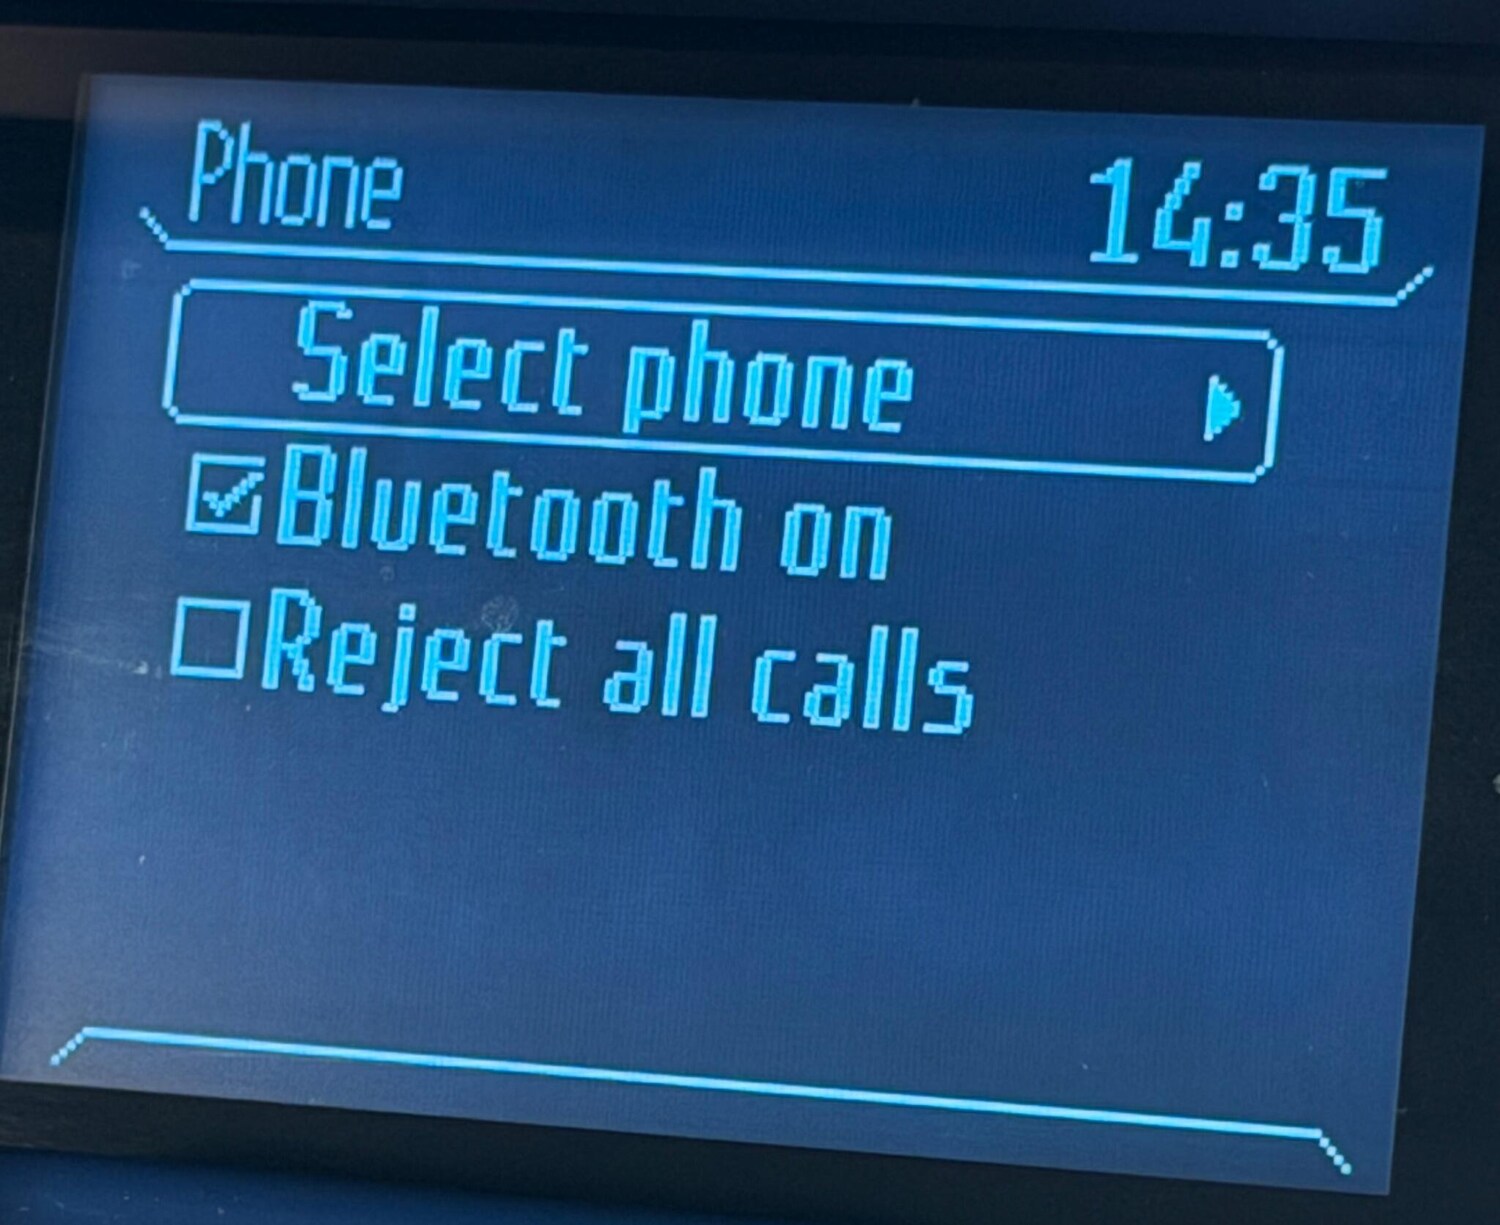 Phone 14:35
Select phone
Bluetooth on
Reject all calls